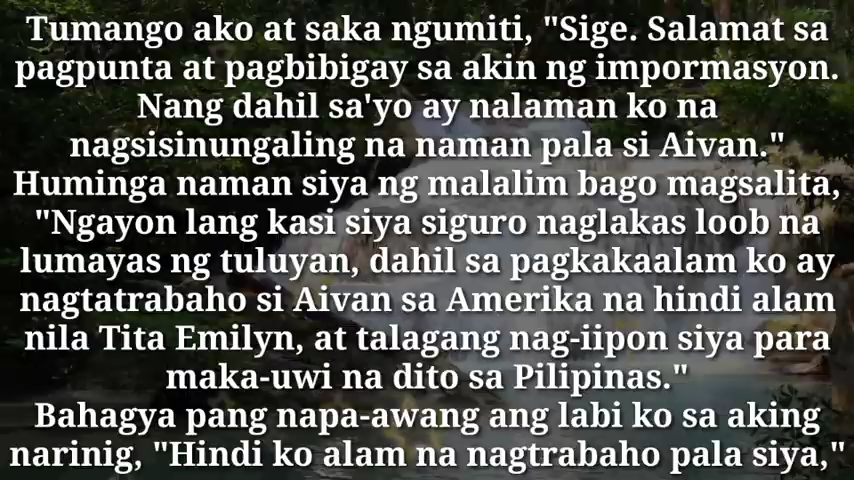 Tumango ako at saka ngumiti, "Sige. Salamat sa
pagpunta at pagbibigay sa akin ng impormasyon.
Nang dahil sa'yo ay nalaman ko na
nagsisinungaling na naman pala si Aivan."
Huminga naman siya ng malalim bago magsalita,
"Ngayon lang kasi siya siguro naglakas loob na
lumayas ng tuluyan, dahil sa pagkakaalam ko ay
nagtatrabaho si Aivan sa Amerika na hindi alam
nila Tita Emilyn, at talagang nag-iipon siya para
maka-uwi na dito sa Pilipinas."
Bahagya pang napa-awang ang labi ko sa aking
narinig, "Hindi ko alam na nagtrabaho pala siya,"